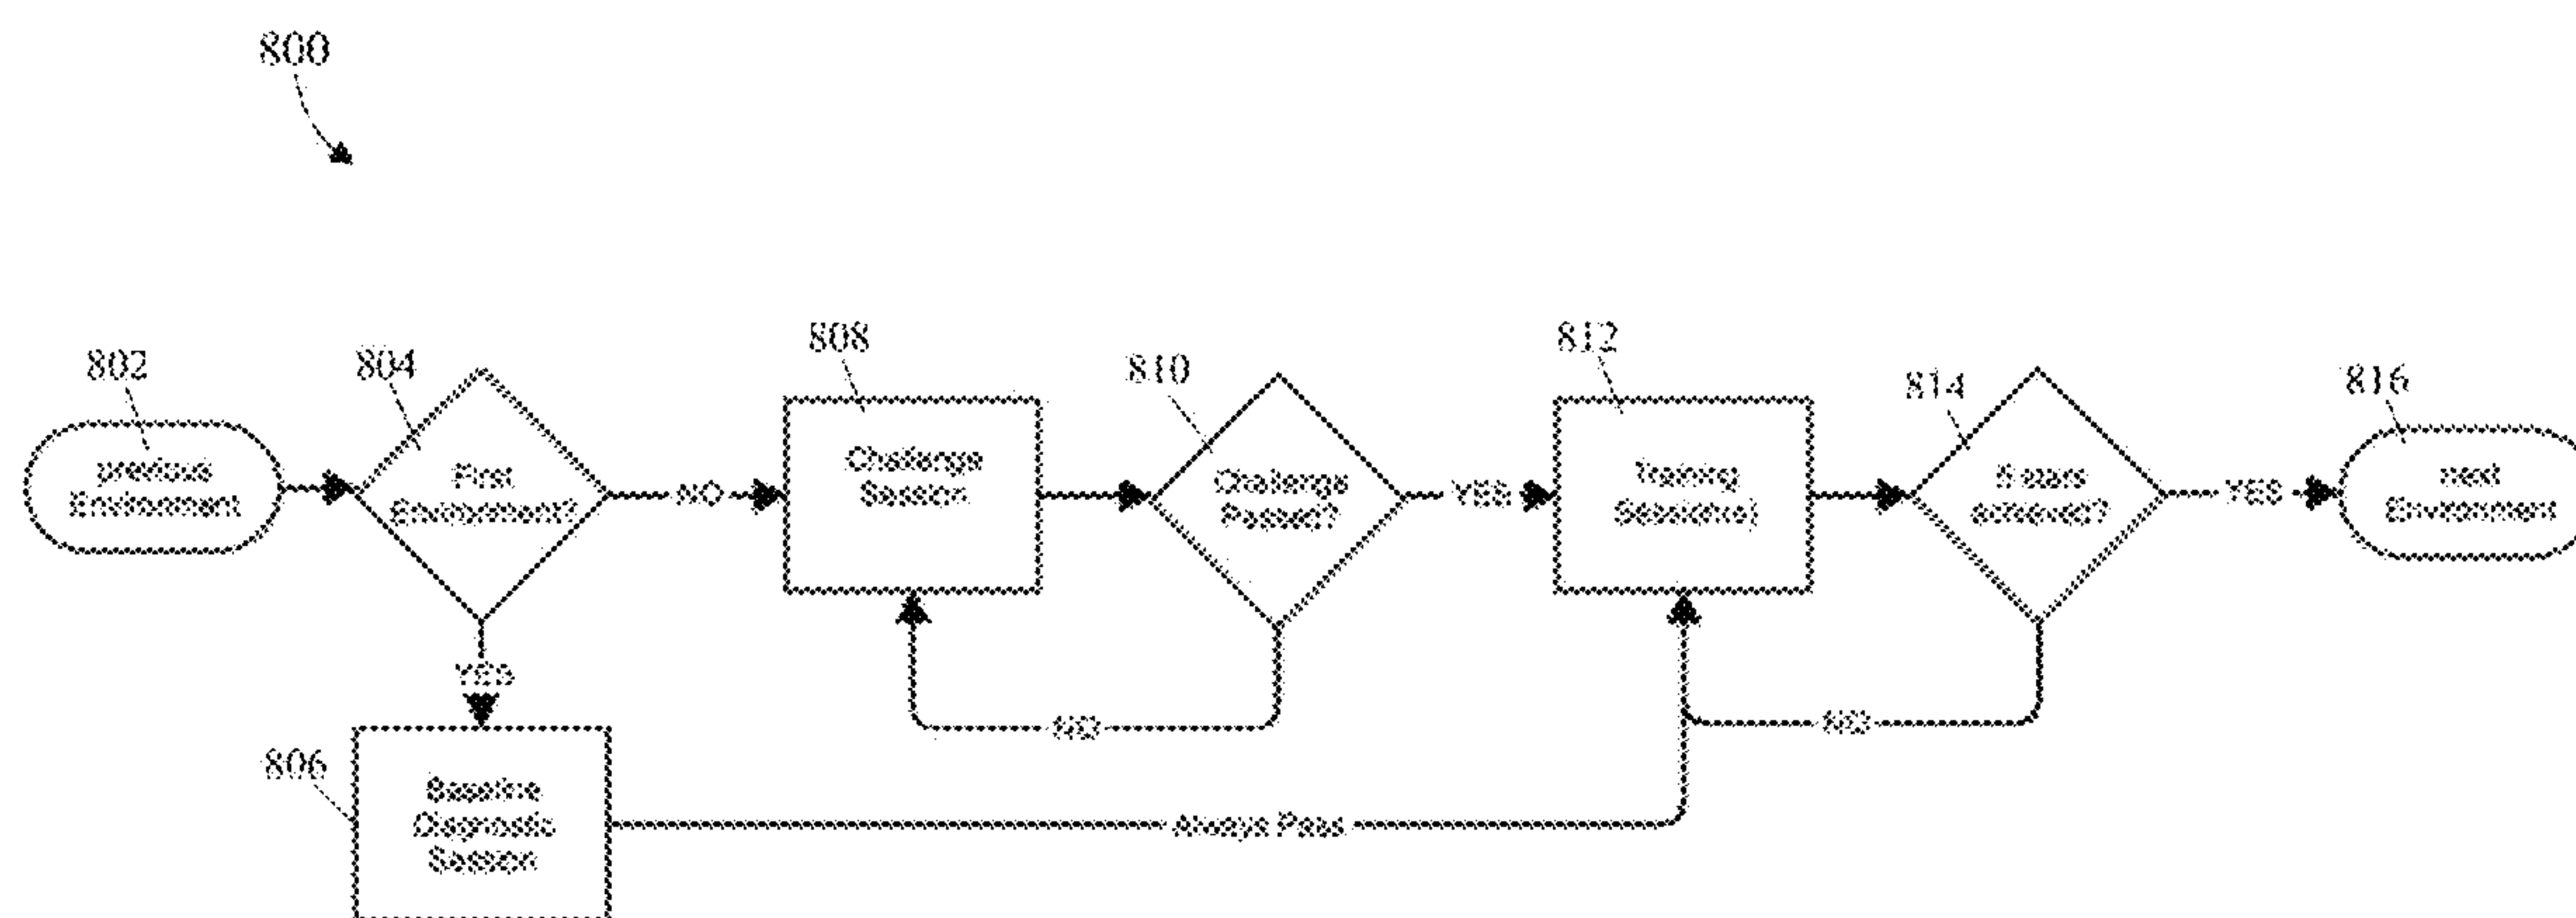 800
802
previous
Environment
804
First
Environment?
NO
YES
806
Baseline
Diagnostic
Session
Always Pass
808
Challenge
Session
810
Challenge
Passed?
NO
YES
812
Training
814
achieved?
NO
YES
816
next
Environment